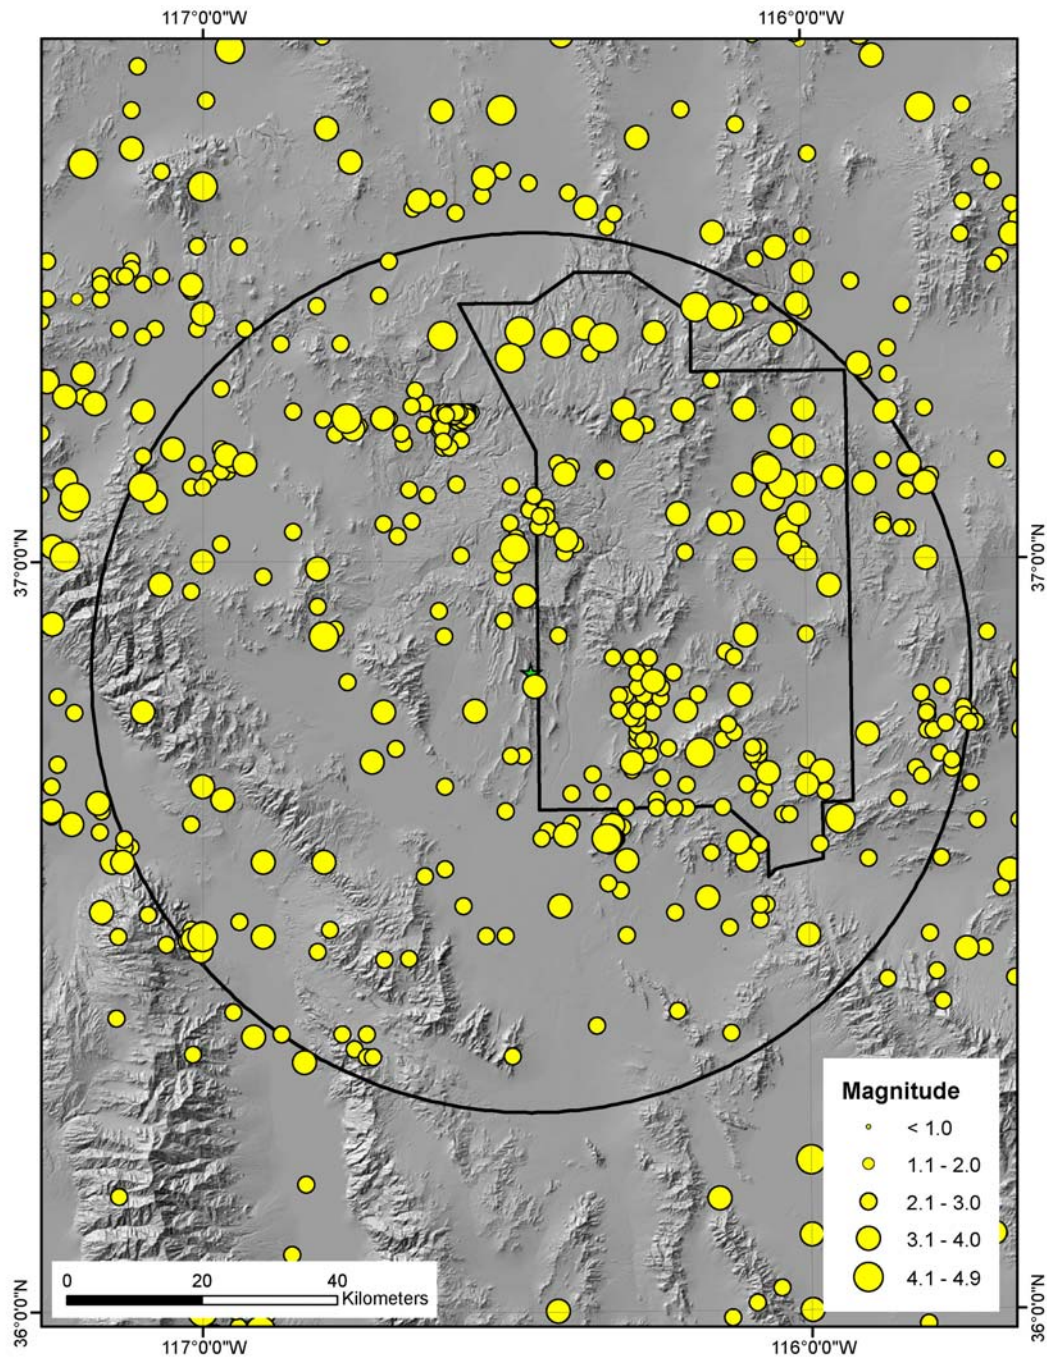 117°0'0"W 116°0'0"W
37°0'0"N 37°0'0"N
Magnitude
< 1.0
1.1 - 2.0
2.1 - 3.0
3.1 - 4.0
4.1 - 4.9
0 20 40
Kilometers
36°0'0"N 36°0'0"N
117°0'0"W 116°0'0"W